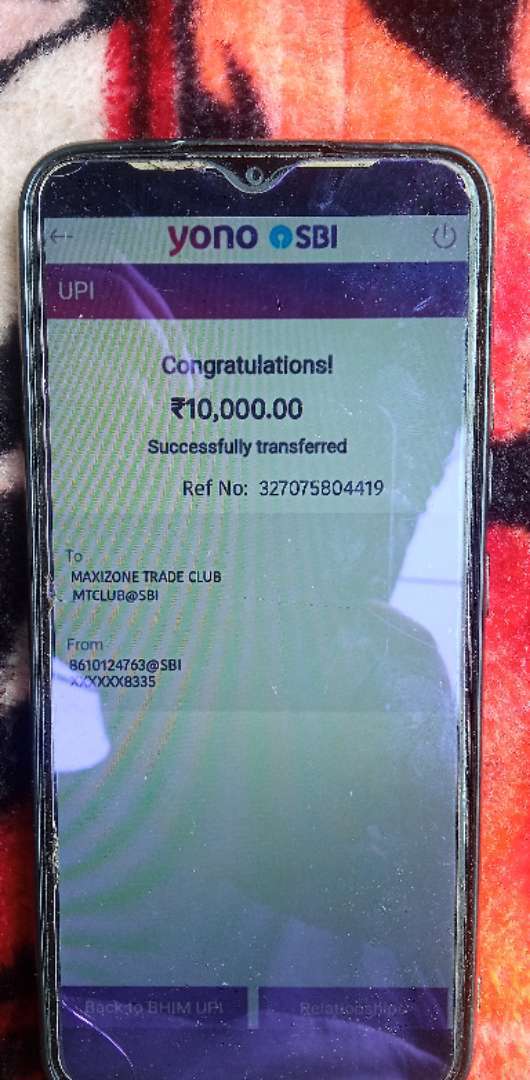 yono SBI
UPI
Congratulations!
₹10,000.00
Successfully transferred
Ref No: 327075804419
To
MAXIZONE TRADE CLUB
MTCLUB@SBI
From
8610124763@SBI
XXXXXX8335
Back to BHIM UPI